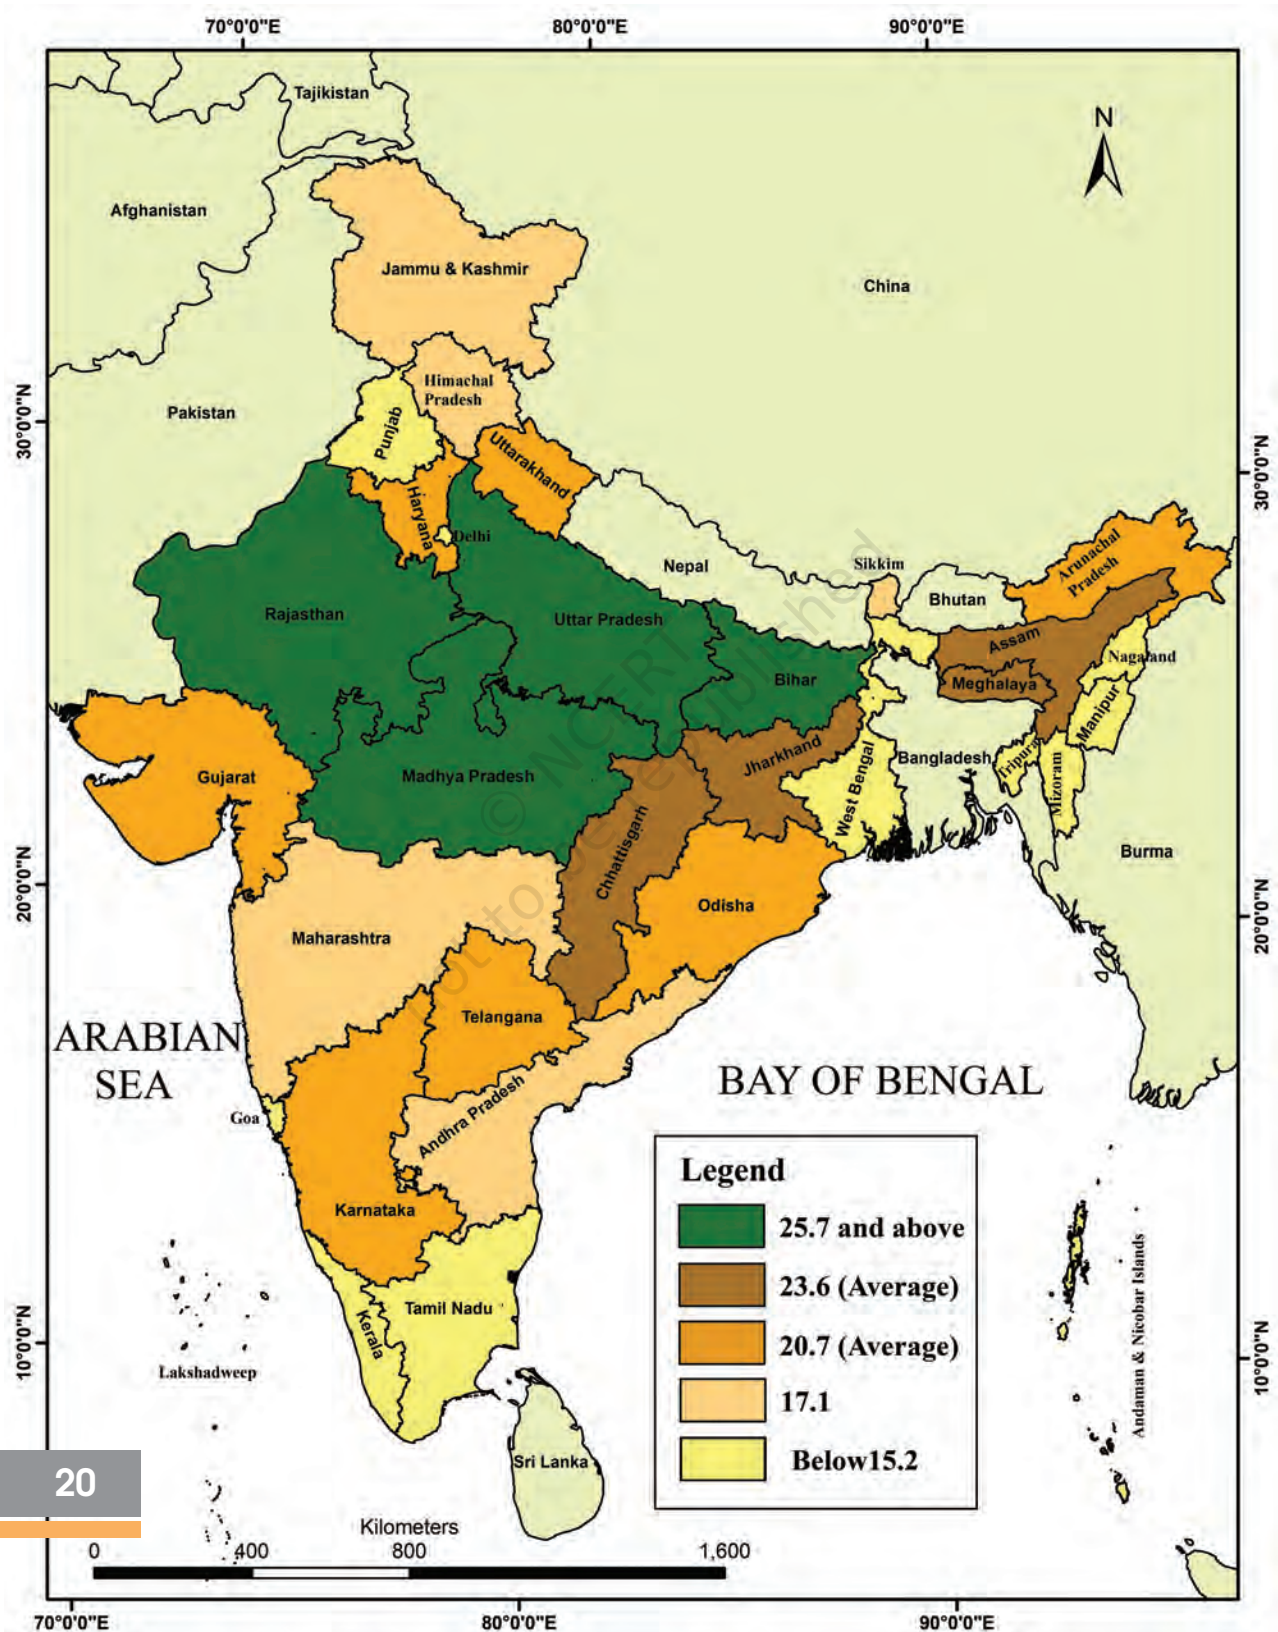 70°0'0"E 80°0'0"E 90°0'0"E
Tajikistan
N
Afghanistan
Jammu & Kashmir
China
Himachal
Pradesh
Pakistan
Punjab
30°0'0"N
30°0'0"N
Uttarakhand
Haryana
Delhi
Nepal
Sikkim
Arunachal
Pradesh
Bhutan
Rajasthan
Uttar Pradesh
Assam
Nagaland
Bihar
Meghalaya
Manipur
Jharkhand
Tripura
Mizoram
Gujarat
Madhya Pradesh
West Bengal
Bangladesh
Chhattisgarh
Burma
20°0'0"N
20°0'0"N
Odisha
Maharashtra
© NCERT
not to be republished
Telangana
ARABIAN
SEA
BAY OF BENGAL
Goa
Andhra Pradesh
Karnataka
Legend
25.7 and above
23.6 (Average)
20.7 (Average)
17.1
Below15.2
Andaman & Nicobar Islands
Tamil Nadu
Kerala
10°0'0"N
10°0'0"N
Lakshadweep
Sri Lanka
20
Kilometers
0 400 800 1,600
70°0'0"E 80°0'0"E 90°0'0"E